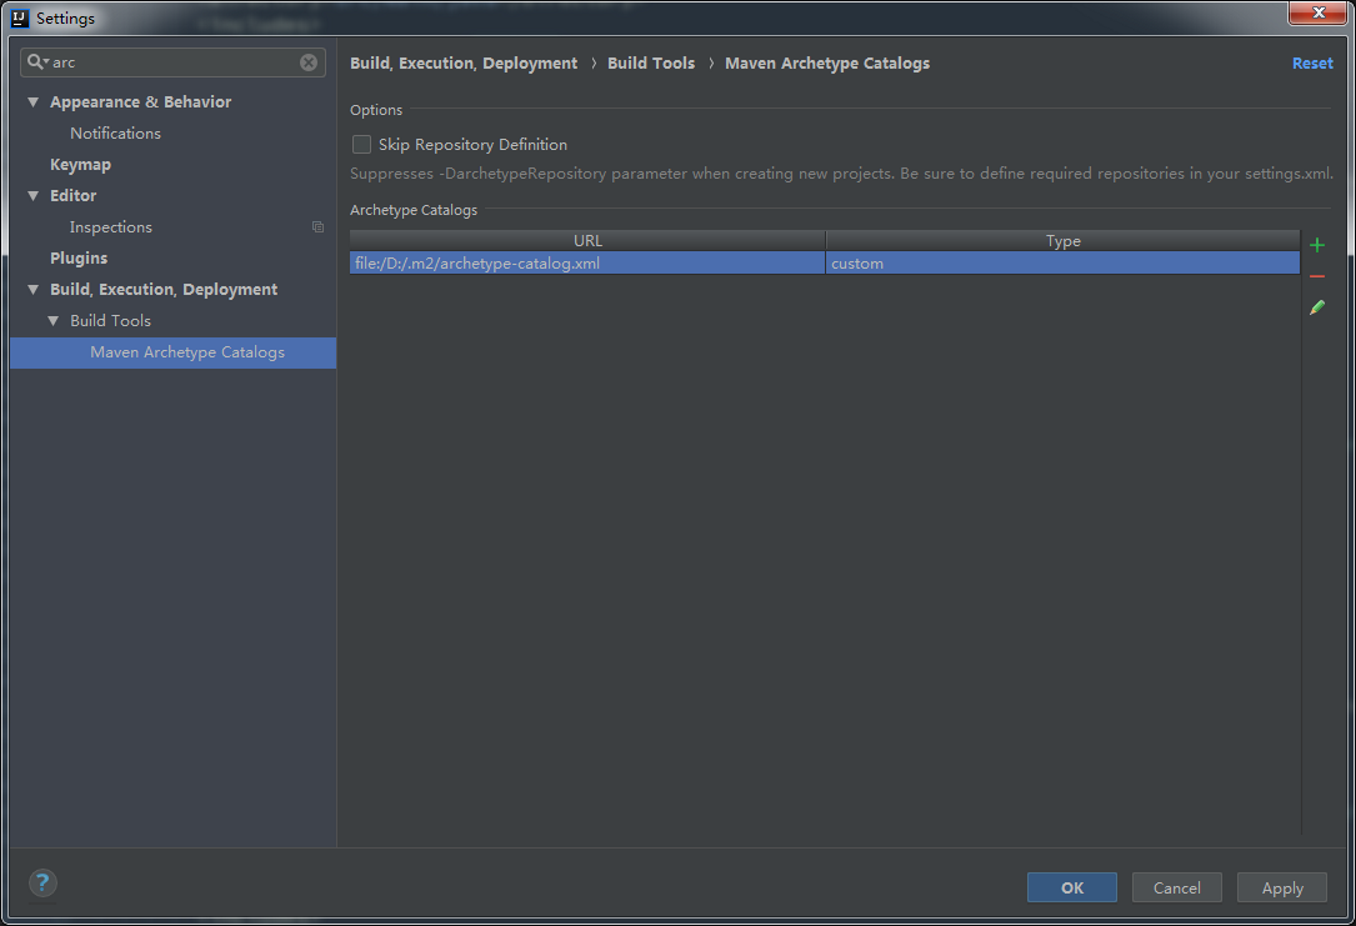 Settings
arc
Build, Execution, Deployment › Build Tools › Maven Archetype Catalogs
Reset
Appearance & Behavior
Notifications
Keymap
Editor
Inspections
Plugins
Build, Execution, Deployment
Build Tools
Maven Archetype Catalogs
Options
Skip Repository Definition
Suppresses -DarchetypeRepository parameter when creating new projects. Be sure to define required repositories in your settings.xml.
Archetype Catalogs
URL Type
file:/D:/.m2/archetype-catalog.xml custom
?
OK Cancel Apply